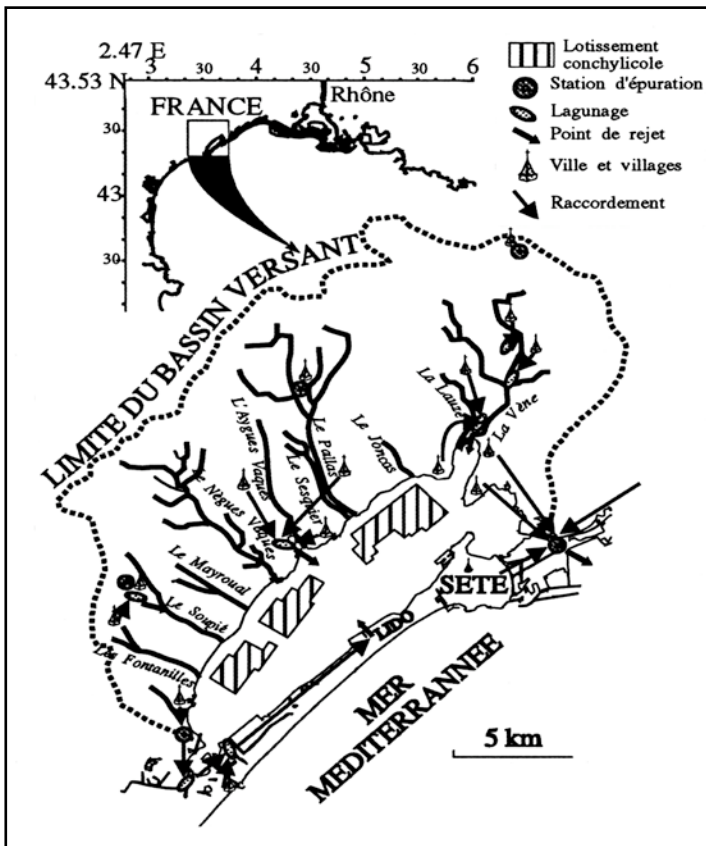 2.47 E
3
30
4
30
5
30
6
43.53 N
30
43
30
FRANCE
Rhône
Lotissement
conchylicole
Station d'épuration
Lagunage
Point de rejet
Ville et villages
Raccordement
LIMITE DU BASSIN VERSANT
La Lauze
La Vène
Le Joncas
Le Pallas
Le Sesquier
L'Aygues Vaques
Le Nègues Vaques
Le Mayroual
Le Soupié
Les Fontanilles
SETE
LIDO
MER
MEDITERRANNEE
5 km